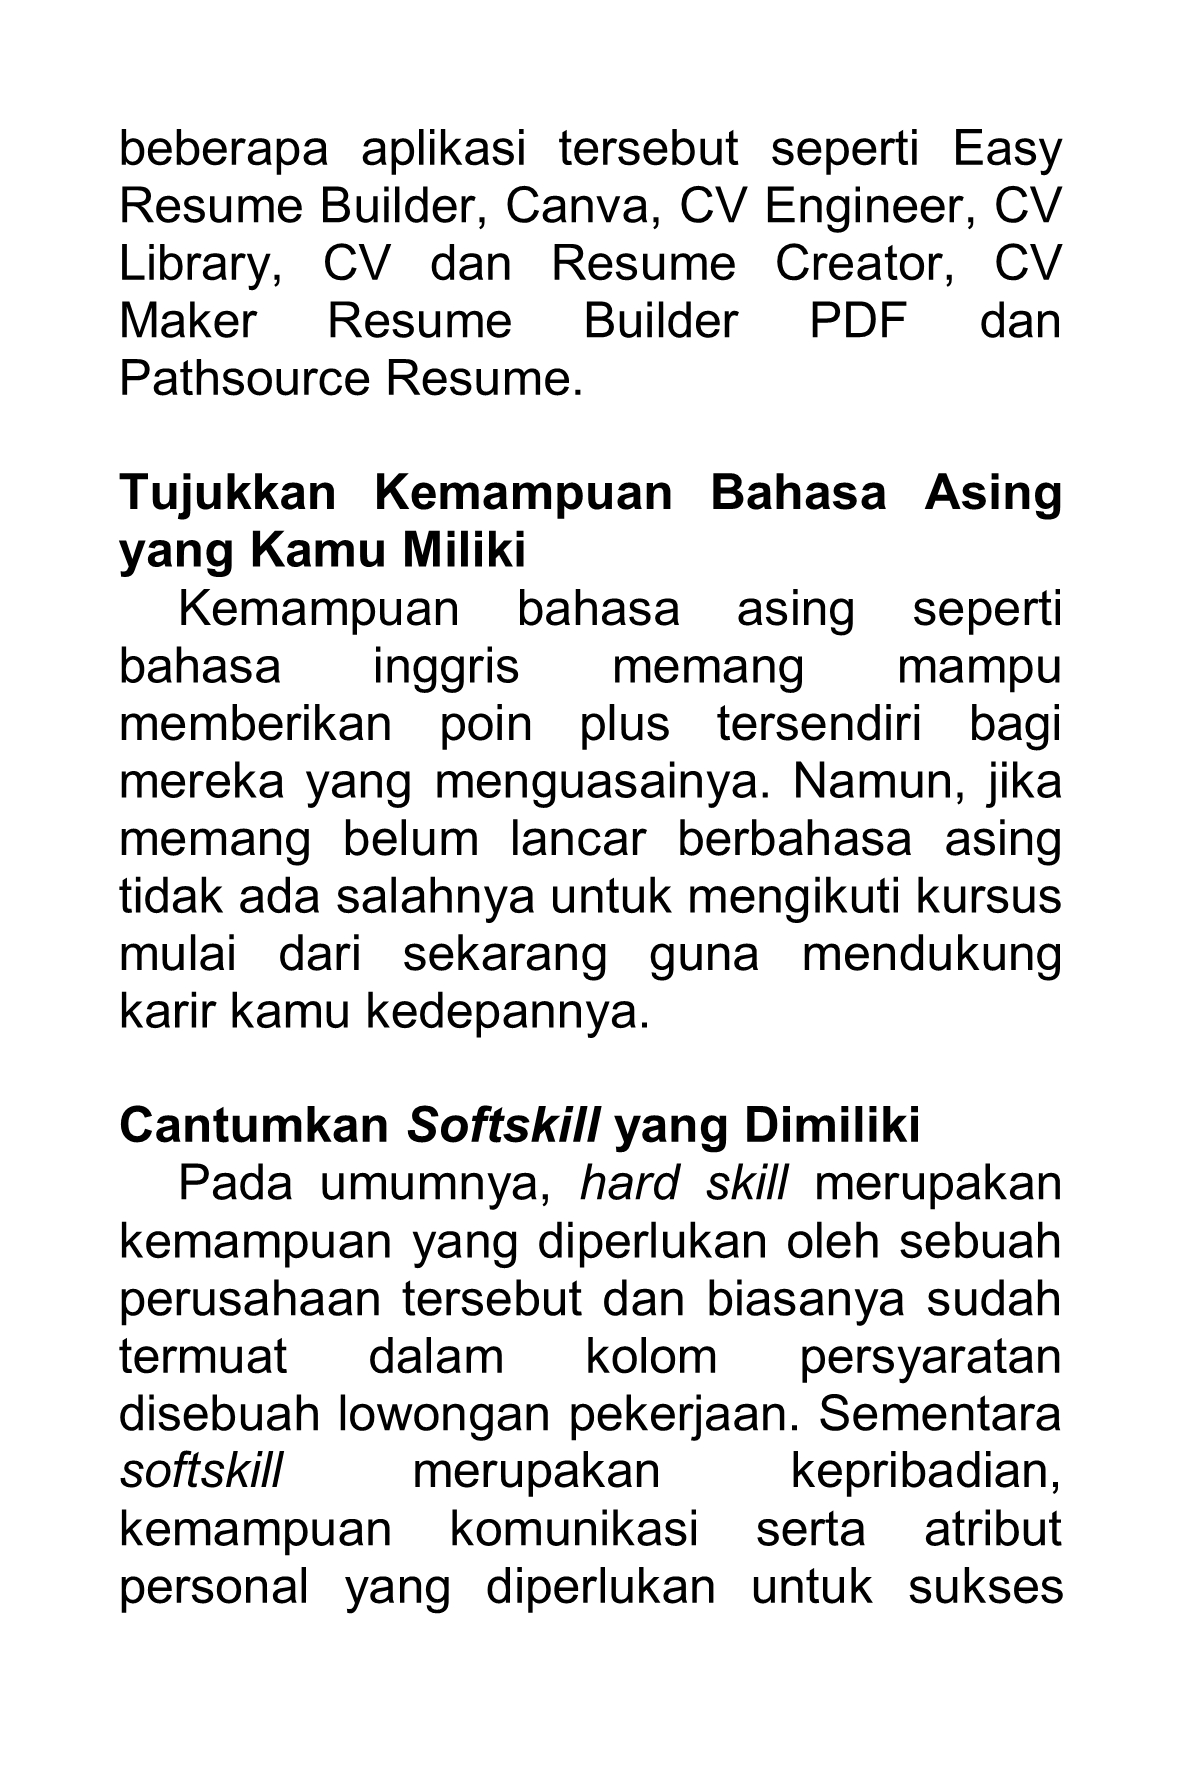 beberapa aplikasi tersebut seperti Easy
Resume Builder, Canva, CV Engineer, CV
Library, CV dan Resume Creator, CV
Maker Resume Builder PDF dan
Pathsource Resume.
Tujukkan Kemampuan Bahasa Asing
yang Kamu Miliki
Kemampuan bahasa asing seperti
bahasa inggris memang mampu
memberikan poin plus tersendiri bagi
mereka yang menguasainya. Namun, jika
memang belum lancar berbahasa asing
tidak ada salahnya untuk mengikuti kursus
mulai dari sekarang guna mendukung
karir kamu kedepannya.
Cantumkan Softskill yang Dimiliki
Pada umumnya, hard skill merupakan
kemampuan yang diperlukan oleh sebuah
perusahaan tersebut dan biasanya sudah
termuat dalam kolom persyaratan
disebuah lowongan pekerjaan. Sementara
softskill merupakan kepribadian,
kemampuan komunikasi serta atribut
personal yang diperlukan untuk sukses